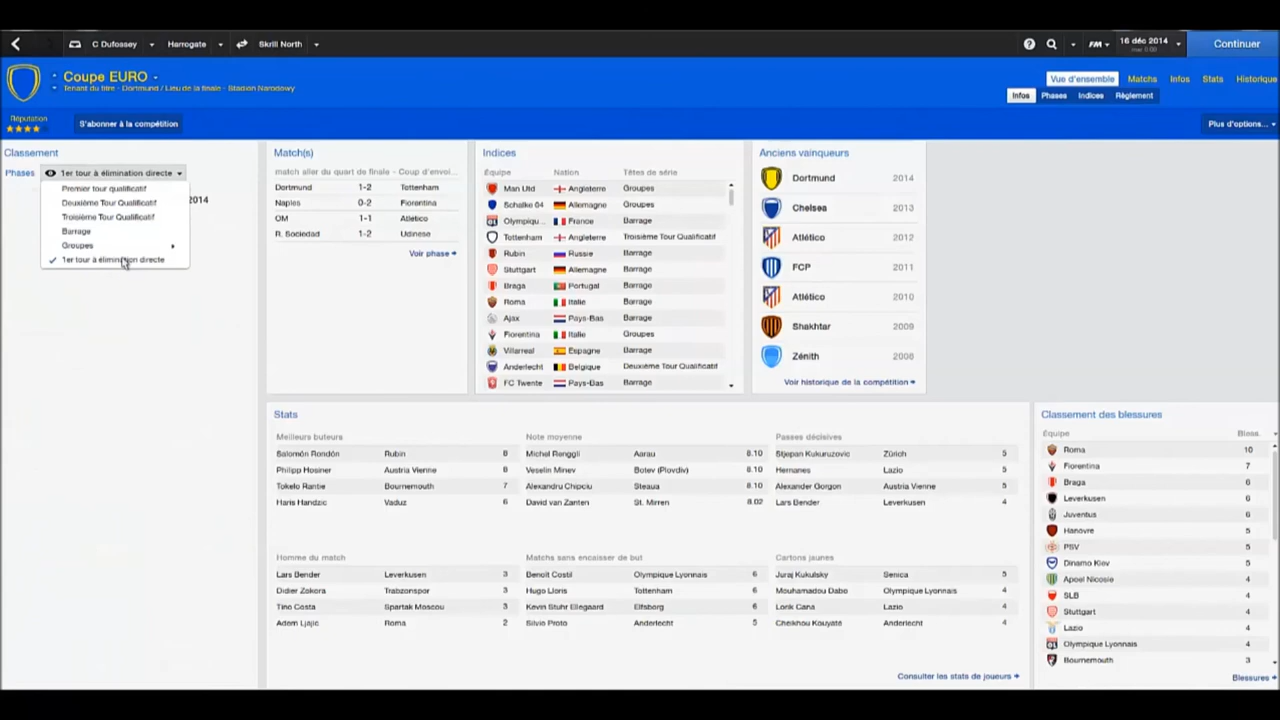 C Dufossey Harrogate Skrill North FM 16 déc 2014 Continuer
Coupe EURO
Tenant du titre - Dortmund / Lieu de la finale - Stadion Narodowy
Vue d'ensemble Matchs Infos Stats Historique
Infos Phases Indices Règlement
Réputation
S'abonner à la compétition
Plus d'options...
Classement
Phases 1er tour à élimination directe
Premier tour qualificatif
Deuxième Tour Qualificatif
2014
Troisième Tour Qualificatif
Barrage
Groupes
1er tour à élimination directe
Match(s)
match aller du quart de finale - Coup d'envoi...
Dortmund 1-2 Tottenham
Naples 0-2 Fiorentina
OM 1-1 Atlético
R. Sociedad 1-2 Udinese
Voir phase
Indices
Équipe Nation Têtes de série
Man Utd Angleterre Groupes
Schalke 04 Allemagne Groupes
Olympiqu... France Barrage
Tottenham Angleterre Troisième Tour Qualificatif
Rubin Russie Barrage
Stuttgart Allemagne Barrage
Braga Portugal Barrage
Roma Italie Barrage
Ajax Pays-Bas Barrage
Fiorentina Italie Groupes
Villarreal Espagne Barrage
Anderlecht Belgique Deuxième Tour Qualificatif
FC Twente Pays-Bas Barrage
Anciens vainqueurs
Dortmund 2014
Chelsea 2013
Atlético 2012
FCP 2011
Atlético 2010
Shakhtar 2009
Zénith 2008
Voir historique de la compétition
Stats
Meilleurs buteurs
Salomón Rondón Rubin 8
Philipp Hosiner Austria Vienne 8
Tokelo Rantie Bournemouth 7
Haris Handzic Vaduz 6
Note moyenne
Michel Renggli Aarau 8.10
Veselin Minev Botev (Plovdiv) 8.10
Alexandru Chipciu Steaua 8.10
David van Zanten St. Mirren 8.02
Passes décisives
Stjepan Kukuruzovic Zürich 5
Hernanes Lazio 5
Alexander Gorgon Austria Vienne 5
Lars Bender Leverkusen 4
Homme du match
Lars Bender Leverkusen 3
Didier Zokora Trabzonspor 3
Tino Costa Spartak Moscou 3
Adem Ljajic Roma 2
Matchs sans encaisser de but
Benoît Costil Olympique Lyonnais 6
Hugo Lloris Tottenham 6
Kevin Stuhr Ellegaard Elfsborg 6
Silvio Proto Anderlecht 5
Cartons jaunes
Juraj Kukulsky Senica 5
Mouhamadou Dabo Olympique Lyonnais 4
Lorik Cana Lazio 4
Cheikhou Kouyaté Anderlecht 4
Consulter les stats de joueurs
Classement des blessures
Équipe Bless.
Roma 10
Fiorentina 7
Braga 6
Leverkusen 6
Juventus 6
Hanovre 5
PSV 5
Dinamo Kiev 5
Apoel Nicosie 4
SLB 4
Stuttgart 4
Lazio 4
Olympique Lyonnais 4
Bournemouth 3
Blessures